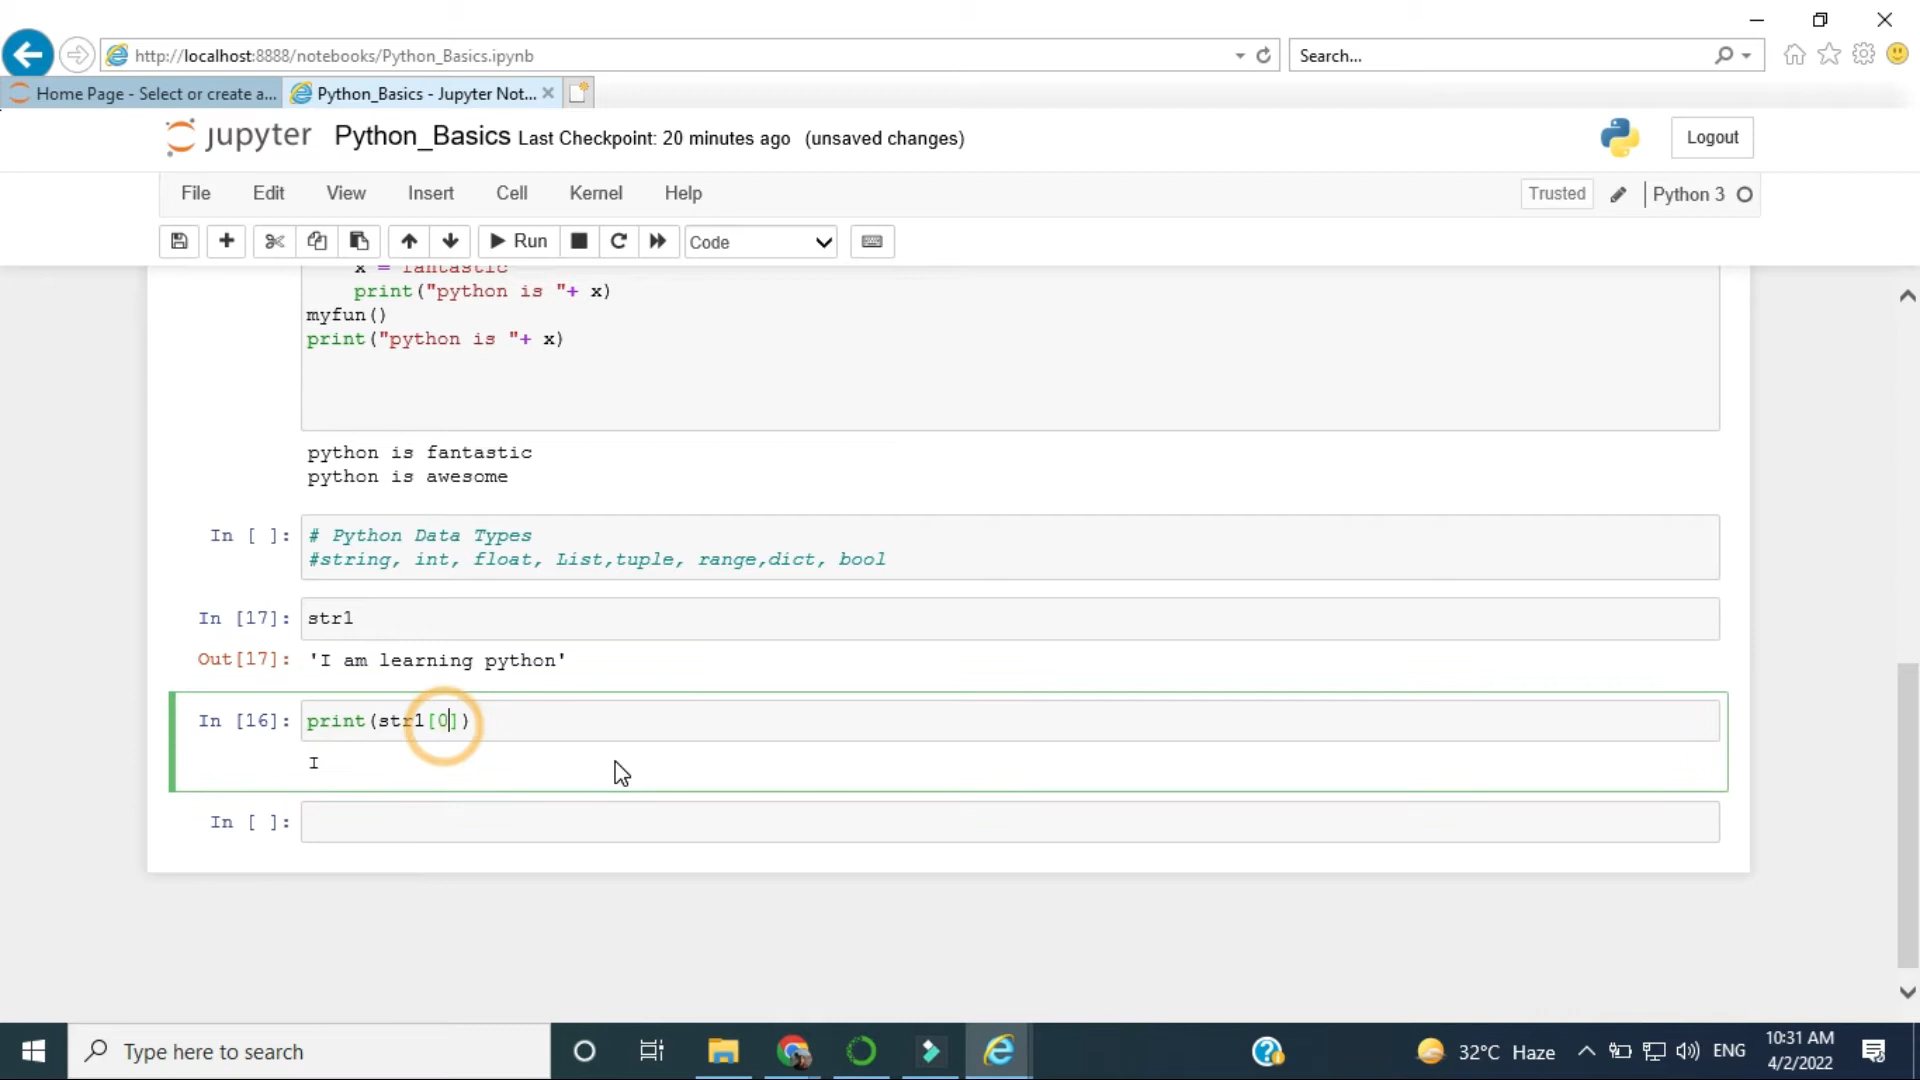 http://localhost:8888/notebooks/Python_Basics.ipynb
Search...
Home Page - Select or create a...
Python_Basics - Jupyter Not...
jupyter Python_Basics Last Checkpoint: 20 minutes ago (unsaved changes)
Logout
File Edit View Insert Cell Kernel Help
Trusted
Python 3
Run
Code
x = fantastic
print("python is "+ x)
myfun()
print("python is "+ x)
python is fantastic
python is awesome
In [ ]: # Python Data Types
#string, int, float, List,tuple, range,dict, bool
In [17]: str1
Out[17]: 'I am learning python'
In [16]: print(str1[0])
I
In [ ]:
Type here to search
32°C Haze
ENG
10:31 AM
4/2/2022